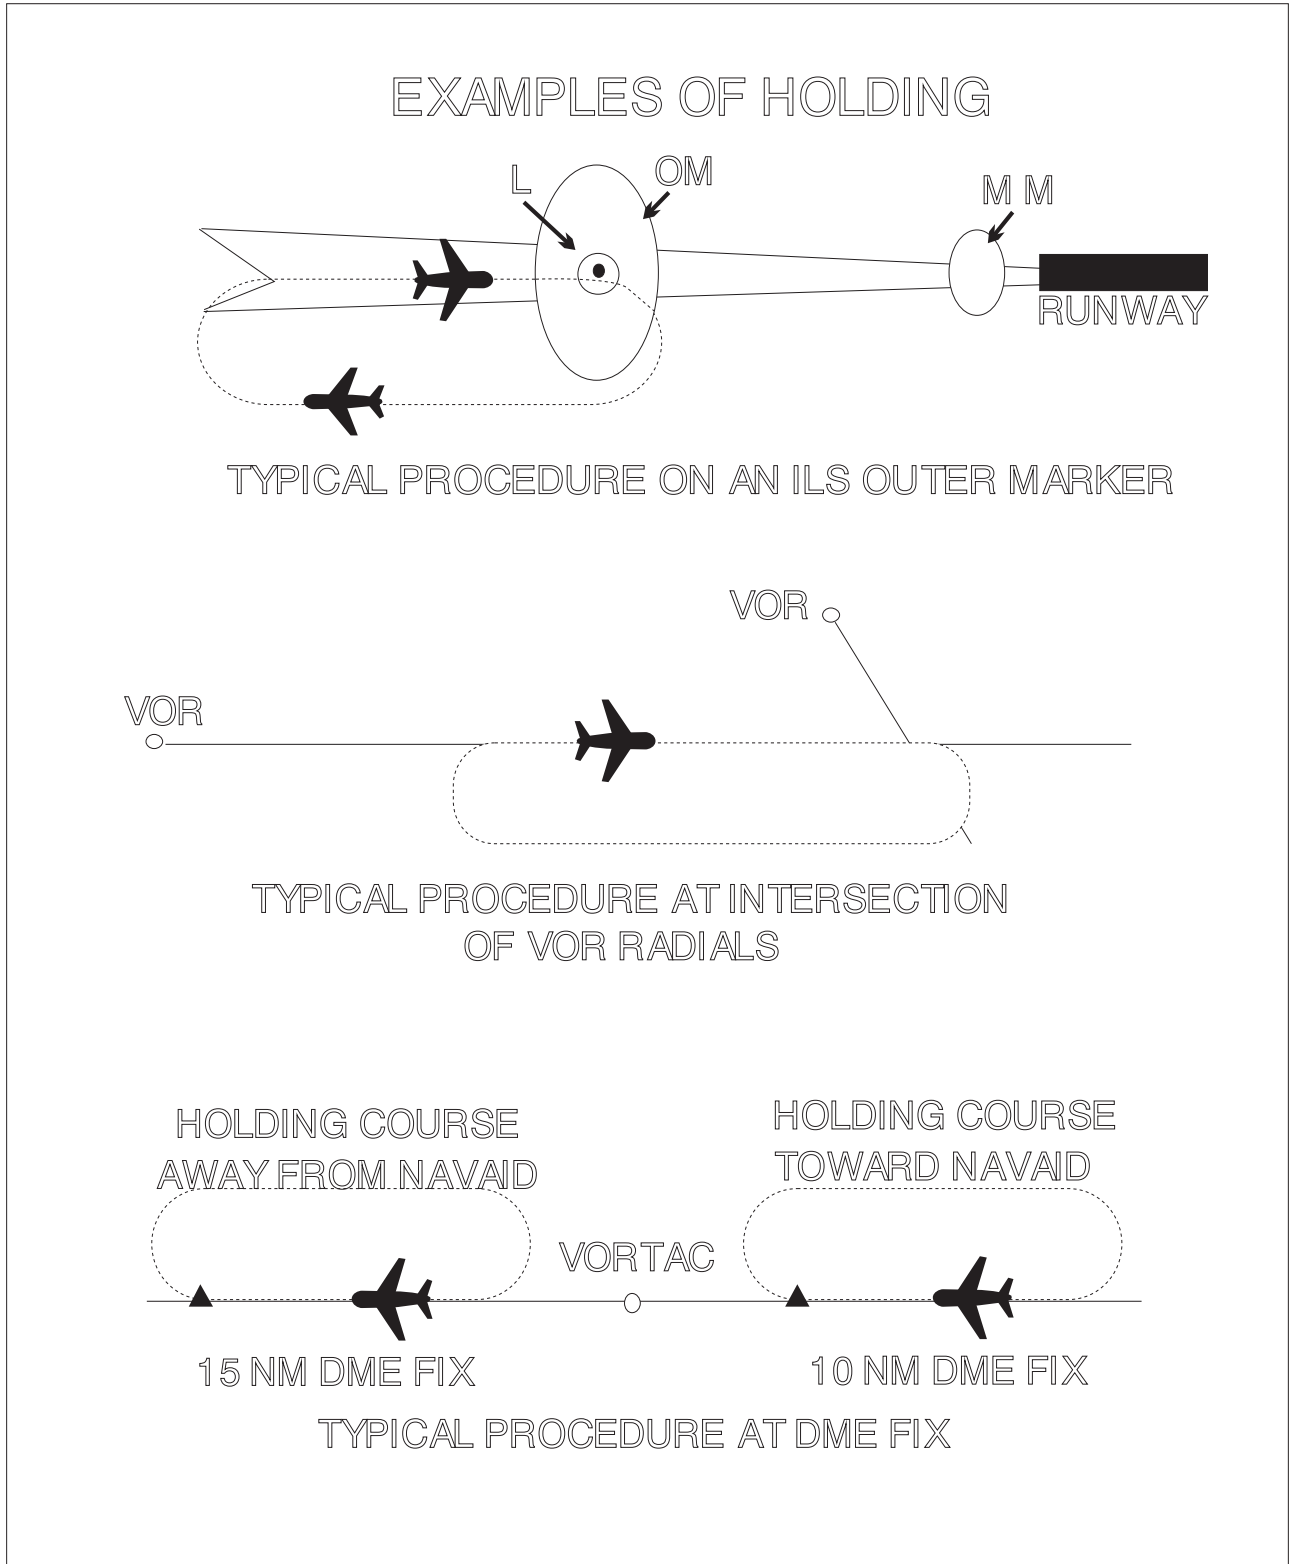 EXAMPLES OF HOLDING
L
OM
M M
RUNWAY
TYPICAL PROCEDURE ON AN ILS OUTER MARKER
VOR
VOR
TYPICAL PROCEDURE AT INTERSECTION
OF VOR RADIALS
HOLDING COURSE
AWAY FROM NAVAID
HOLDING COURSE
TOWARD NAVAID
VORTAC
15 NM DME FIX
10 NM DME FIX
TYPICAL PROCEDURE AT DME FIX